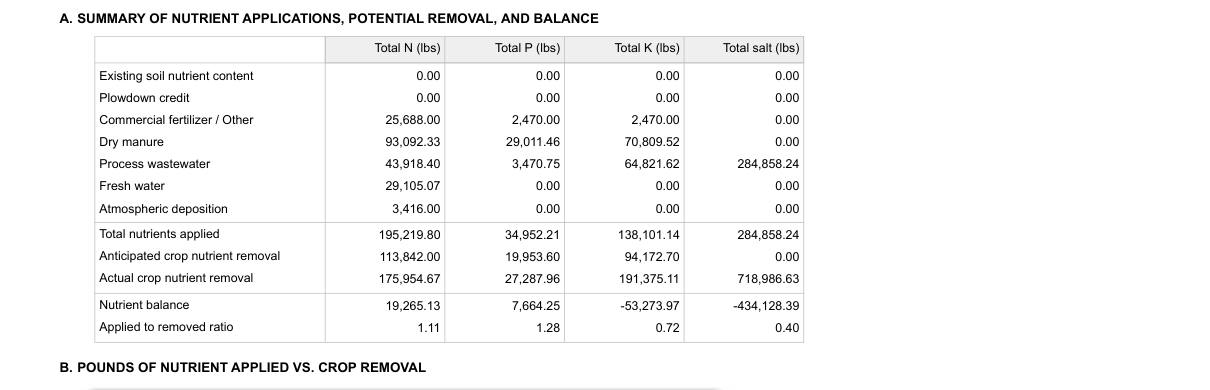 A. SUMMARY OF NUTRIENT APPLICATIONS, POTENTIAL REMOVAL, AND BALANCE
Total N (lbs) Total P (lbs) Total K (lbs) Total salt (lbs)
Existing soil nutrient content 0.00 0.00 0.00 0.00
Plowdown credit 0.00 0.00 0.00 0.00
Commercial fertilizer / Other 25,688.00 2,470.00 2,470.00 0.00
Dry manure 93,092.33 29,011.46 70,809.52 0.00
Process wastewater 43,918.40 3,470.75 64,821.62 284,858.24
Fresh water 29,105.07 0.00 0.00 0.00
Atmospheric deposition 3,416.00 0.00 0.00 0.00
Total nutrients applied 195,219.80 34,952.21 138,101.14 284,858.24
Anticipated crop nutrient removal 113,842.00 19,953.60 94,172.70 0.00
Actual crop nutrient removal 175,954.67 27,287.96 191,375.11 718,986.63
Nutrient balance 19,265.13 7,664.25 -53,273.97 -434,128.39
Applied to removed ratio 1.11 1.28 0.72 0.40
B. POUNDS OF NUTRIENT APPLIED VS. CROP REMOVAL